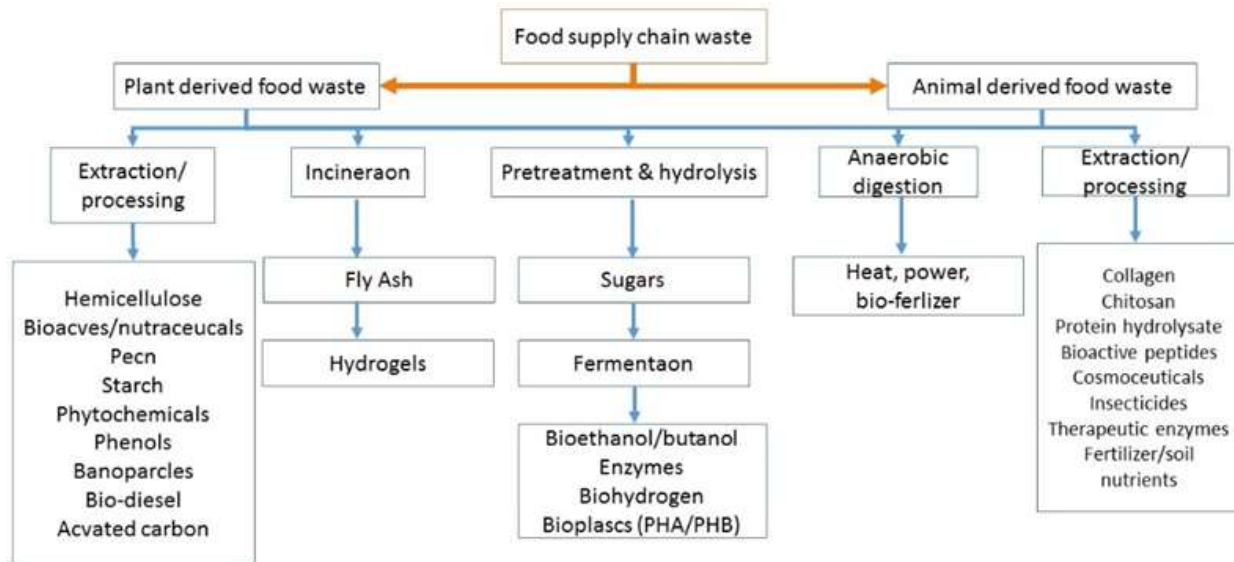 Food supply chain waste
Plant derived food waste
Animal derived food waste
Extraction/
processing
Incineraon
Pretreatment & hydrolysis
Anaerobic
digestion
Extraction/
processing
Hemicellulose
Bioacves/nutraceucals
Pecn
Starch
Phytochemicals
Phenols
Banoparcles
Bio-diesel
Acvated carbon
Fly Ash
Hydrogels
Sugars
Fermentaon
Bioethanol/butanol
Enzymes
Biohydrogen
Bioplascs (PHA/PHB)
Heat, power,
bio-ferlizer
Collagen
Chitosan
Protein hydrolysate
Bioactive peptides
Cosmoceuticals
Insecticides
Therapeutic enzymes
Fertilizer/soil
nutrients